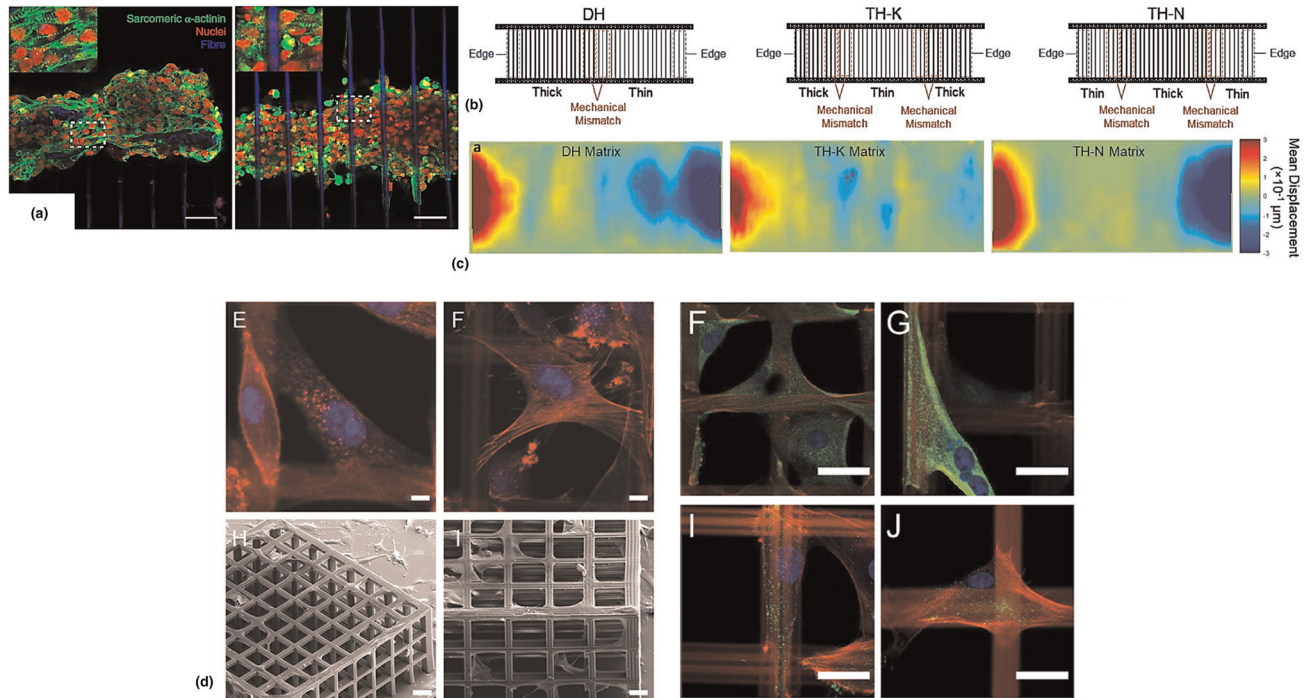 (a)
Sarcomeric α-actinin
Nuclei
Fibre
DH
TH-K
TH-N
Edge
Edge
Edge
Edge
Edge
Edge
Thick
Thin
Thick
Thin
Thick
Thin
Thick
Thin
(b)
Mechanical
Mismatch
Mechanical
Mismatch
Mechanical
Mismatch
Mechanical
Mismatch
Mechanical
Mismatch
a
DH Matrix
TH-K Matrix
TH-N Matrix
3
2
1
-1
-2
-3
Mean Displacement
(×10⁻¹ μm)
(c)
E
F
F
G
H
I
I
J
(d)